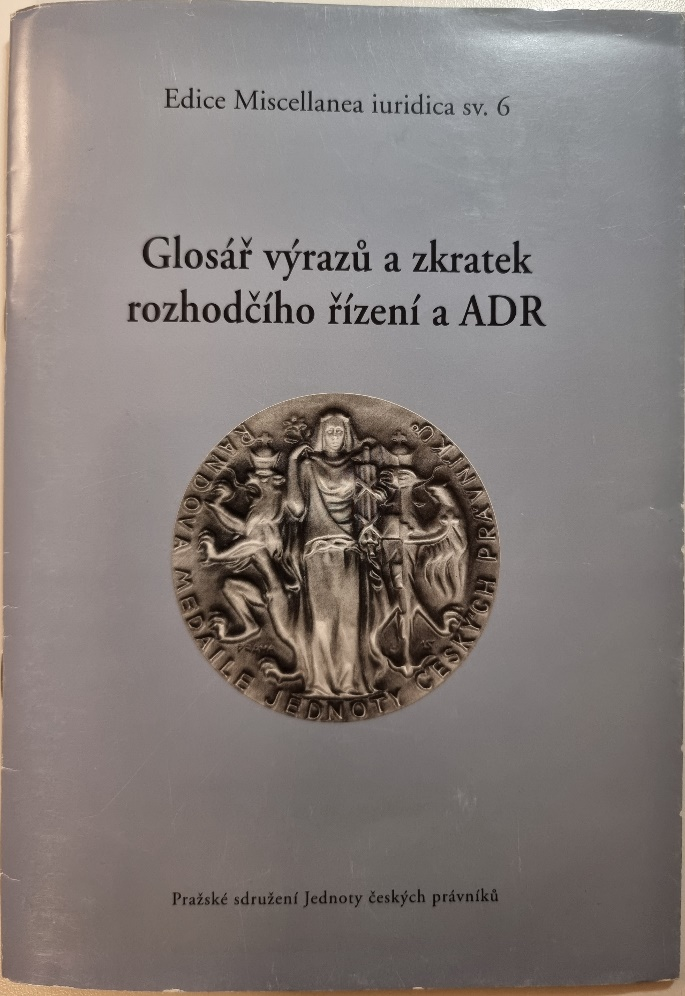 Edice Miscellanea iuridica sv. 6
Glosář výrazů a zkratek
rozhodčího řízení a ADR
RANDOVA MEDAILE JEDNOTY ČESKÝCH PRÁVNÍKŮ
Pražské sdružení Jednoty českých právníků